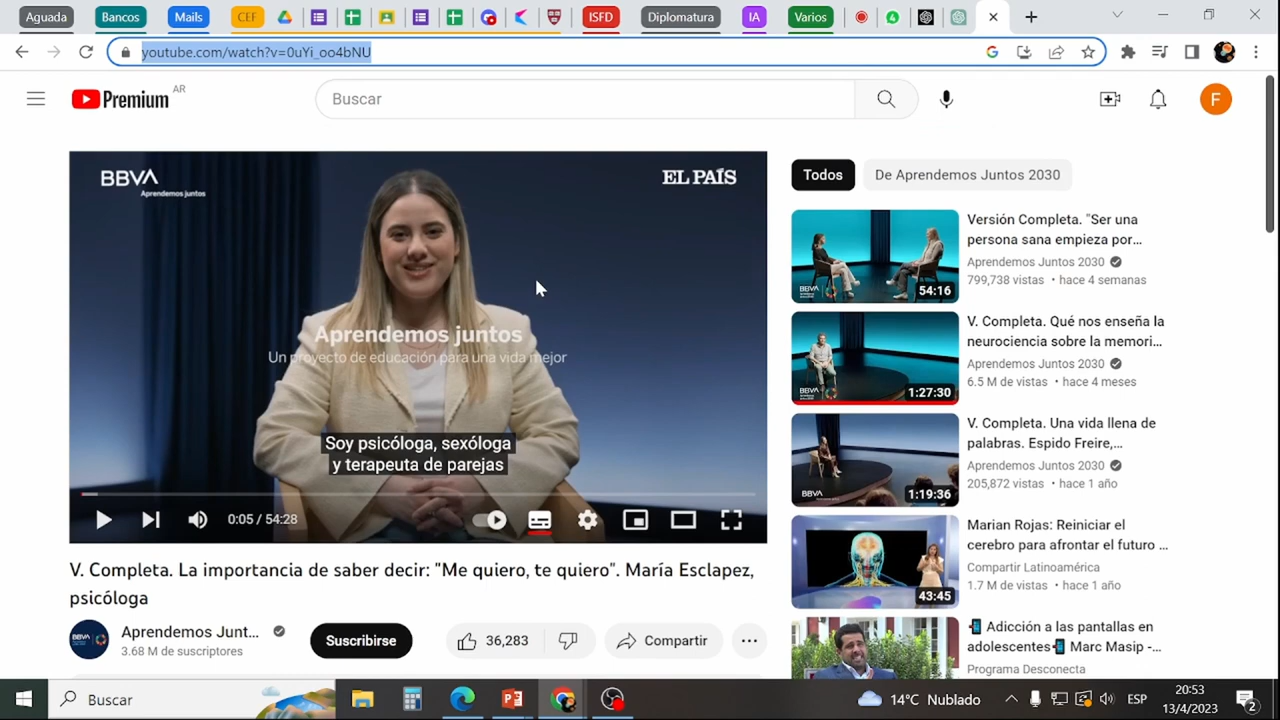 Aguada Bancos Mails CEF ISFD Diplomatura IA Varios
youtube.com/watch?v=0uYi_oo4bNU
Premium AR
Buscar
F
BBVA
Aprendemos juntos
EL PAÍS
Aprendemos juntos
Un proyecto de educación para una vida mejor
Soy psicóloga, sexóloga
y terapeuta de parejas
0:05 / 54:28
V. Completa. La importancia de saber decir: "Me quiero, te quiero". María Esclapez,
psicóloga
Aprendemos Junt...
3.68 M de suscriptores
Suscribirse
36,283
Compartir
Todos
De Aprendemos Juntos 2030
54:16
Versión Completa. "Ser una
persona sana empieza por...
Aprendemos Juntos 2030
799,738 vistas • hace 4 semanas
1:27:30
V. Completa. Qué nos enseña la
neurociencia sobre la memori...
Aprendemos Juntos 2030
6.5 M de vistas • hace 4 meses
BBVA
1:19:36
V. Completa. Una vida llena de
palabras. Espido Freire,...
Aprendemos Juntos 2030
205,872 vistas • hace 1 año
43:45
Marian Rojas: Reiniciar el
cerebro para afrontar el futuro ...
Compartir Latinoamérica
1.7 M de vistas • hace 1 año
Adicción a las pantallas en
adolescentes Marc Masip -...
Programa Desconecta
Buscar
14°C Nublado
ESP
20:53
13/4/2023
2